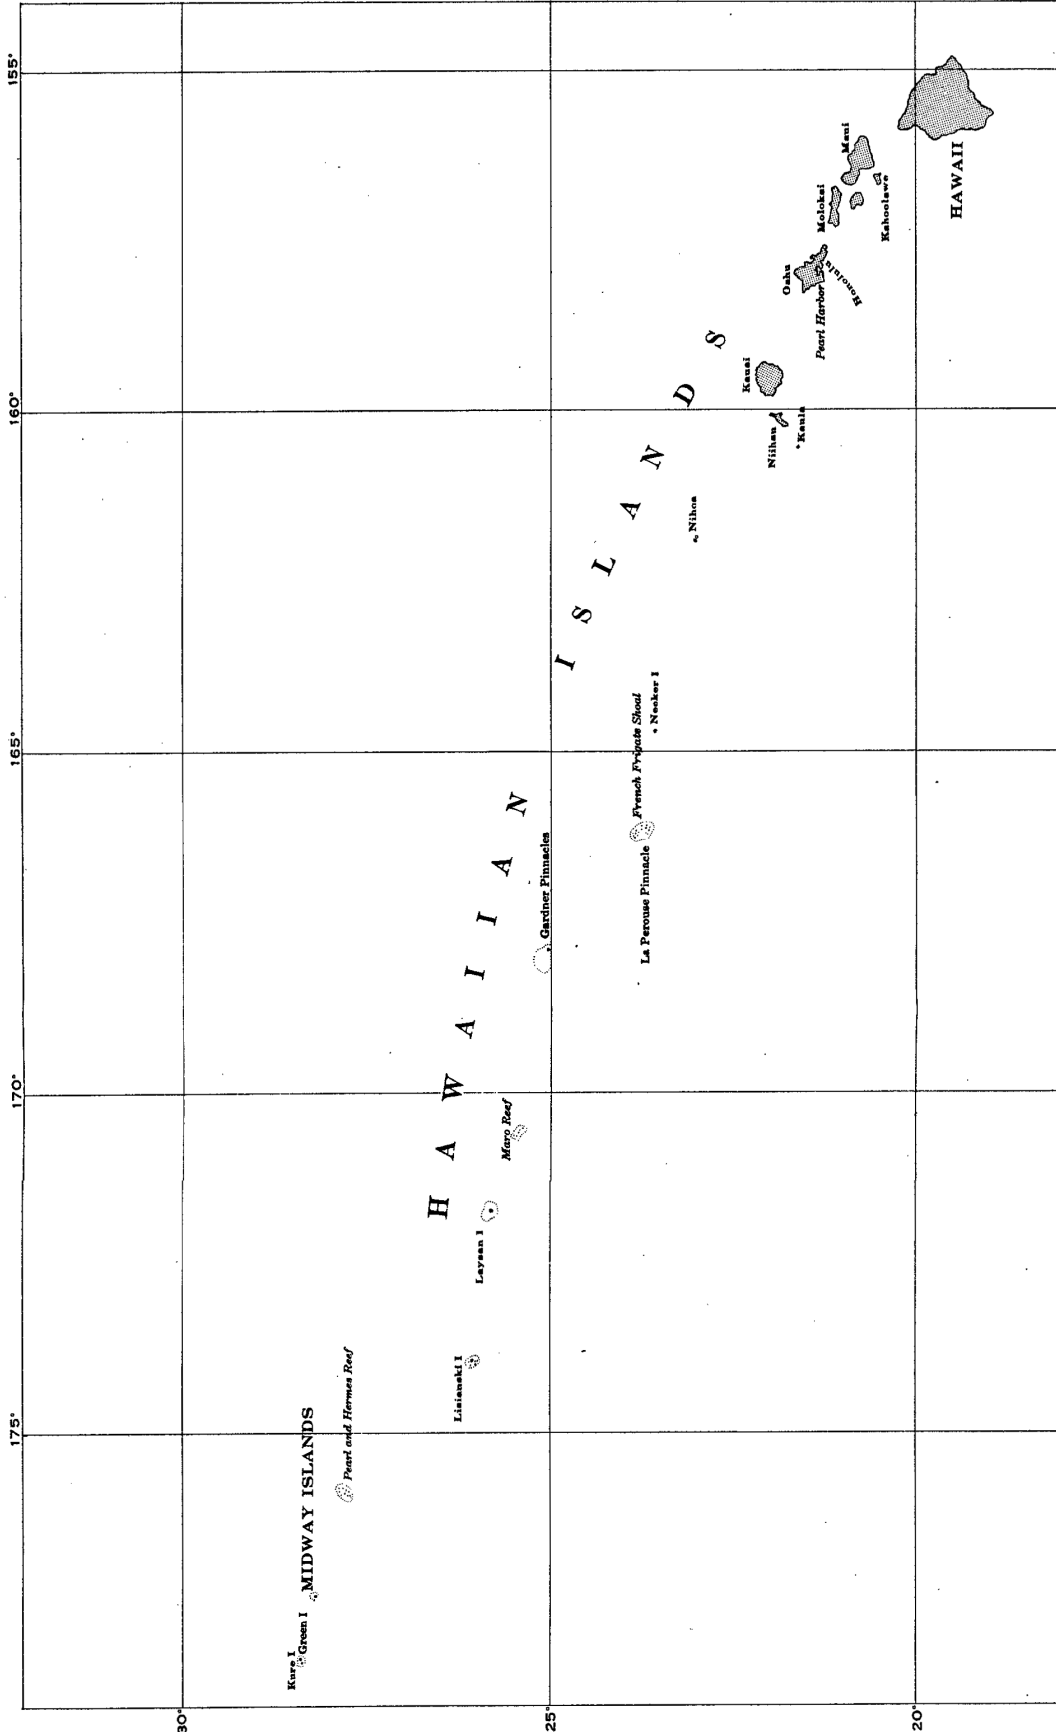 175°
170°
165°
160°
155°
30°
25°
20°
Kure I
Green I
MIDWAY ISLANDS
Pearl and Hermes Reef
Lisianski I
Laysan I
Maro Reef
HAWAIIAN ISLANDS
Gardner Pinnacles
La Perouse Pinnacle
French Frigate Shoal
Necker I
Nihoa
Niihau
Kaula
Kauai
Oahu
Pearl Harbor
Honolulu
Molokai
Maui
Kahoolawe
HAWAII